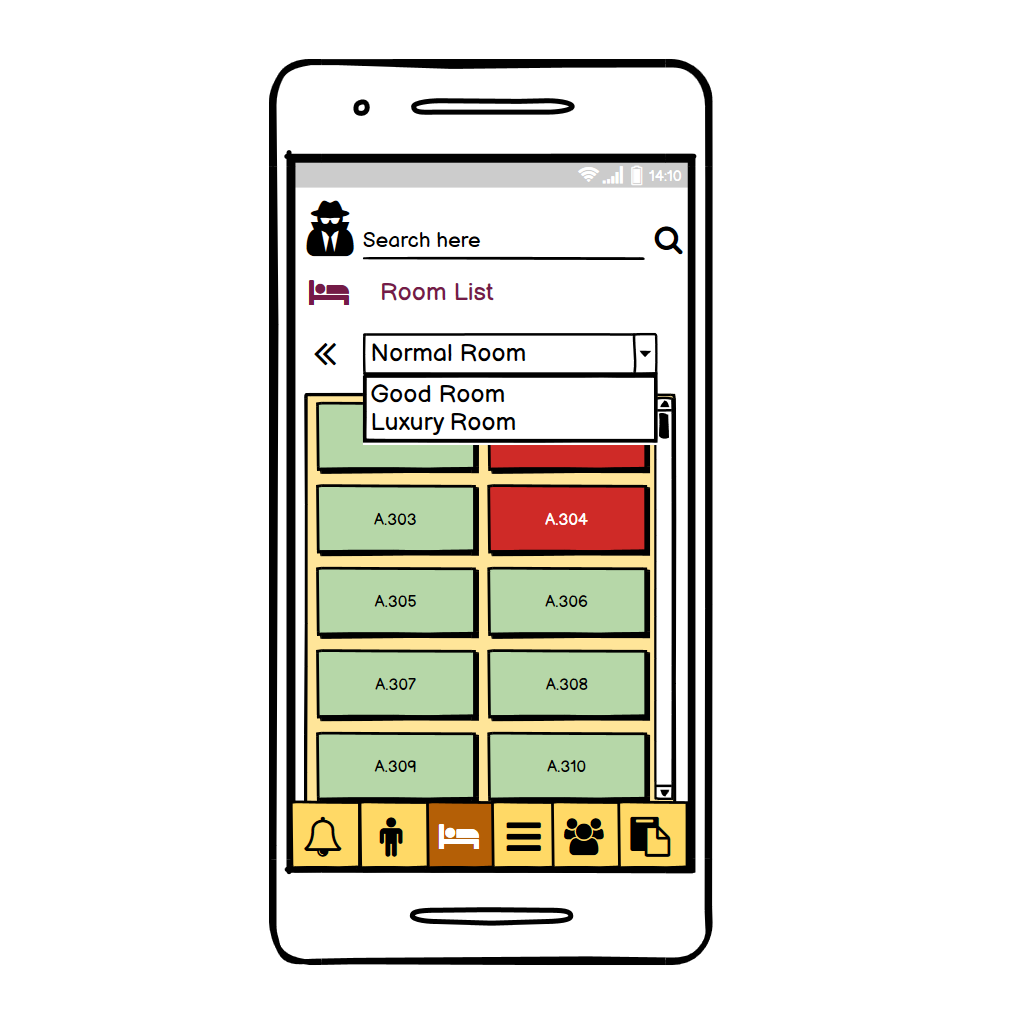 14:10
Search here
Room List
Normal Room
Good Room
Luxury Room
A.303
A.304
A.305
A.306
A.307
A.308
A.309
A.310